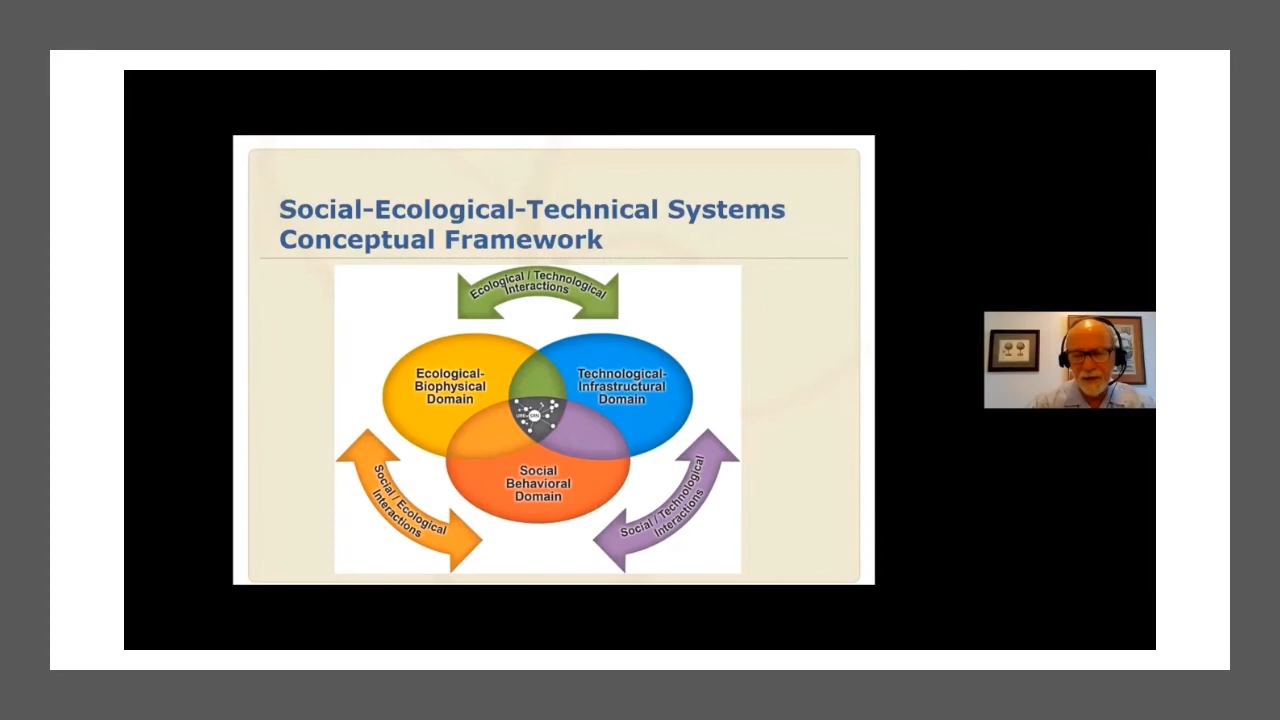 Social-Ecological-Technical Systems
Conceptual Framework
Ecological / Technological
Interactions
Ecological-
Biophysical
Domain
Technological-
Infrastructural
Domain
Social
Behavioral
Domain
Social / Ecological
Interactions
Social / Technological
Interactions